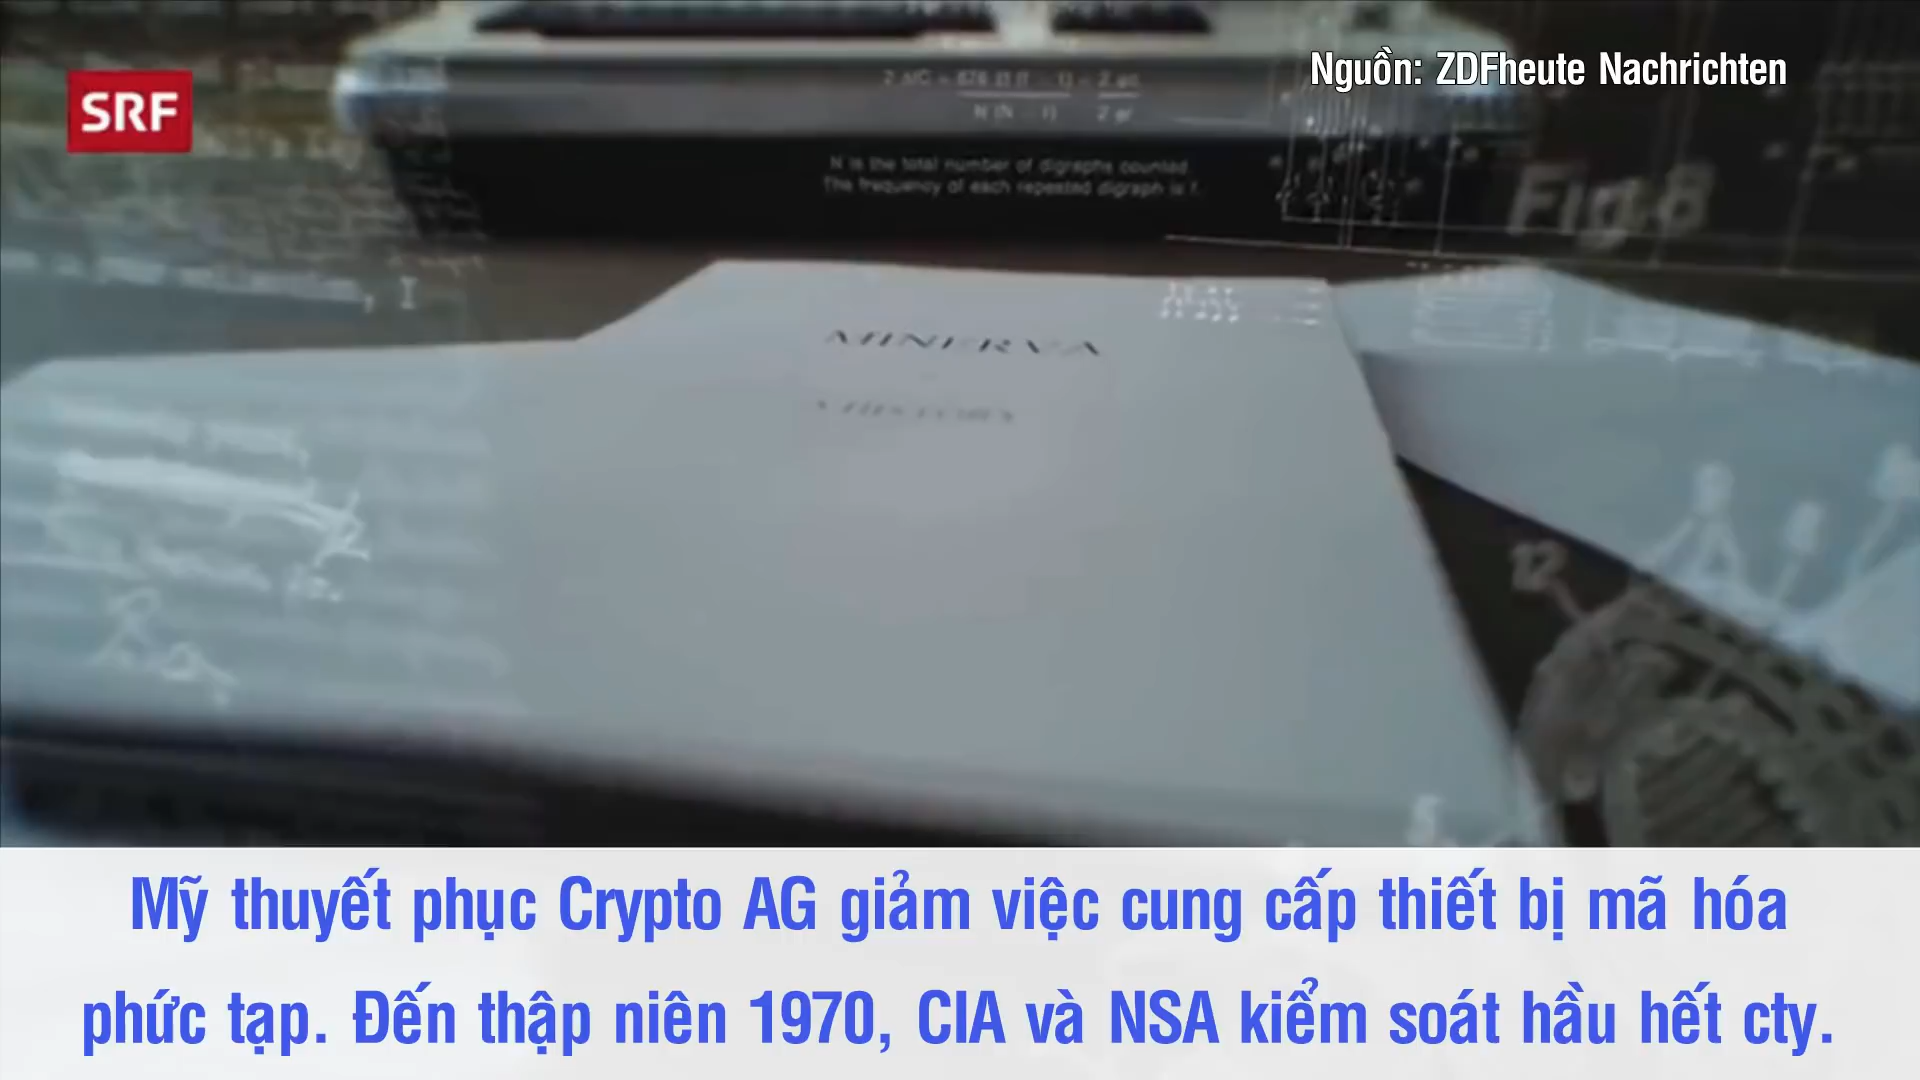 Nguồn: ZDFheute Nachrichten
SRF
N is the total number of digraphs counted.
The frequency of each repeated digraph is f.
Fig.8
MINERVA
A HISTORY
12
Mỹ thuyết phục Crypto AG giảm việc cung cấp thiết bị mã hóa
phức tạp. Đến thập niên 1970, CIA và NSA kiểm soát hầu hết cty.